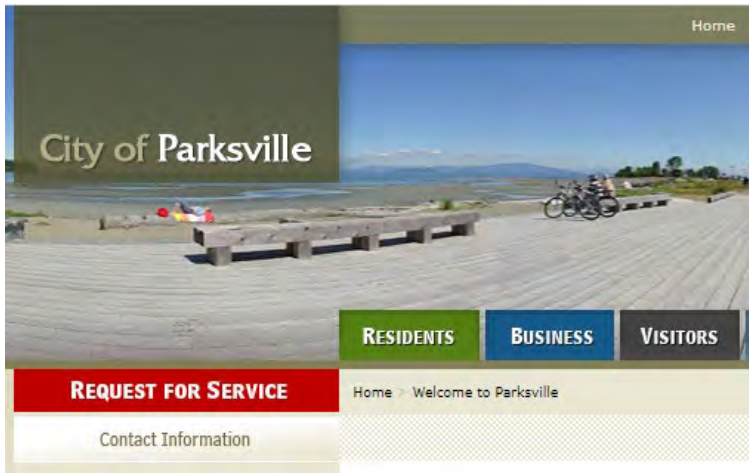 Home
City of Parksville
RESIDENTS
BUSINESS
VISITORS
REQUEST FOR SERVICE
Home > Welcome to Parksville
Contact Information